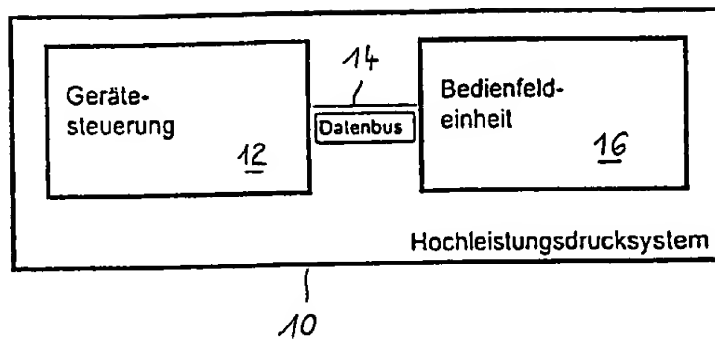 14
Geräte-
steuerung
12
Datenbus
Bedienfeld-
einheit
16
Hochleistungsdrucksystem
10